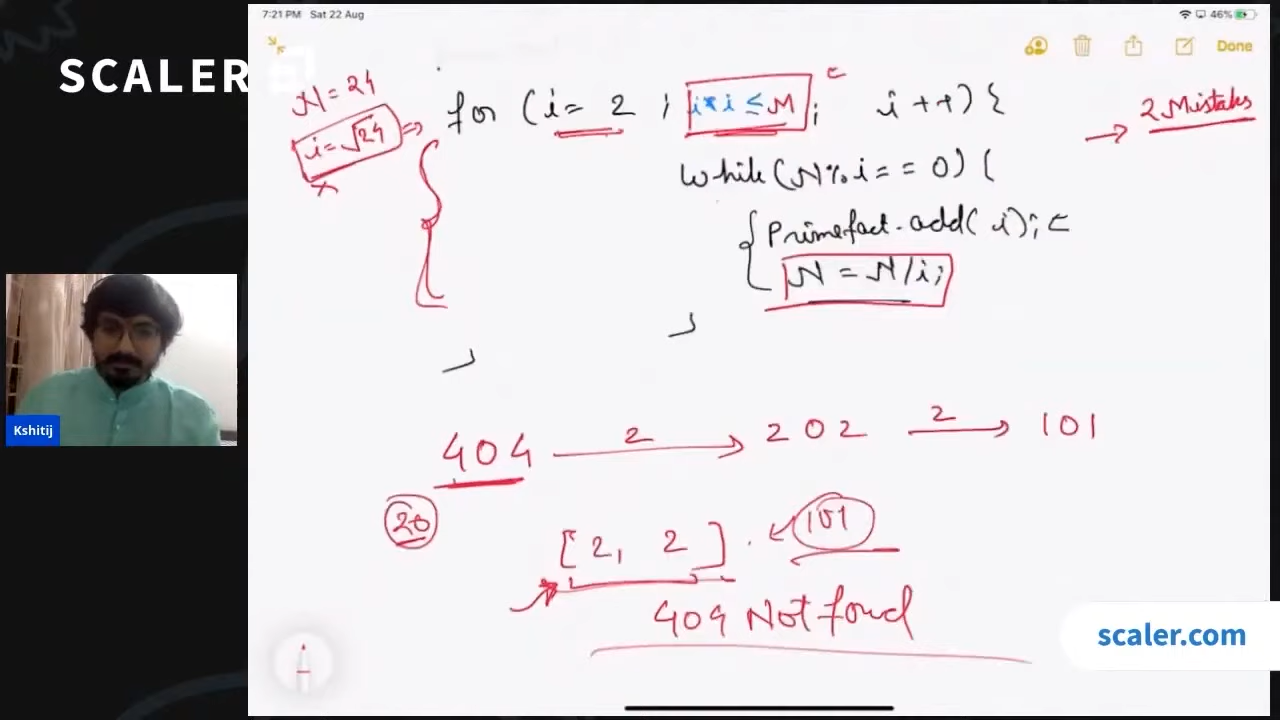 7:21 PM Sat 22 Aug
46%
Done
SCALER
N = 24
i = √24 ⇒
x
for (i = 2 ; i*i ≤ N ; i++) {
→ 2 Mistakes
while (N % i == 0) {
{ Primefact.add(i);
N = N/i;
}
}
404 —2→ 202 —2→ 101
20
[2, 2] . ← 101
404 Not found
Kshitij
scaler.com